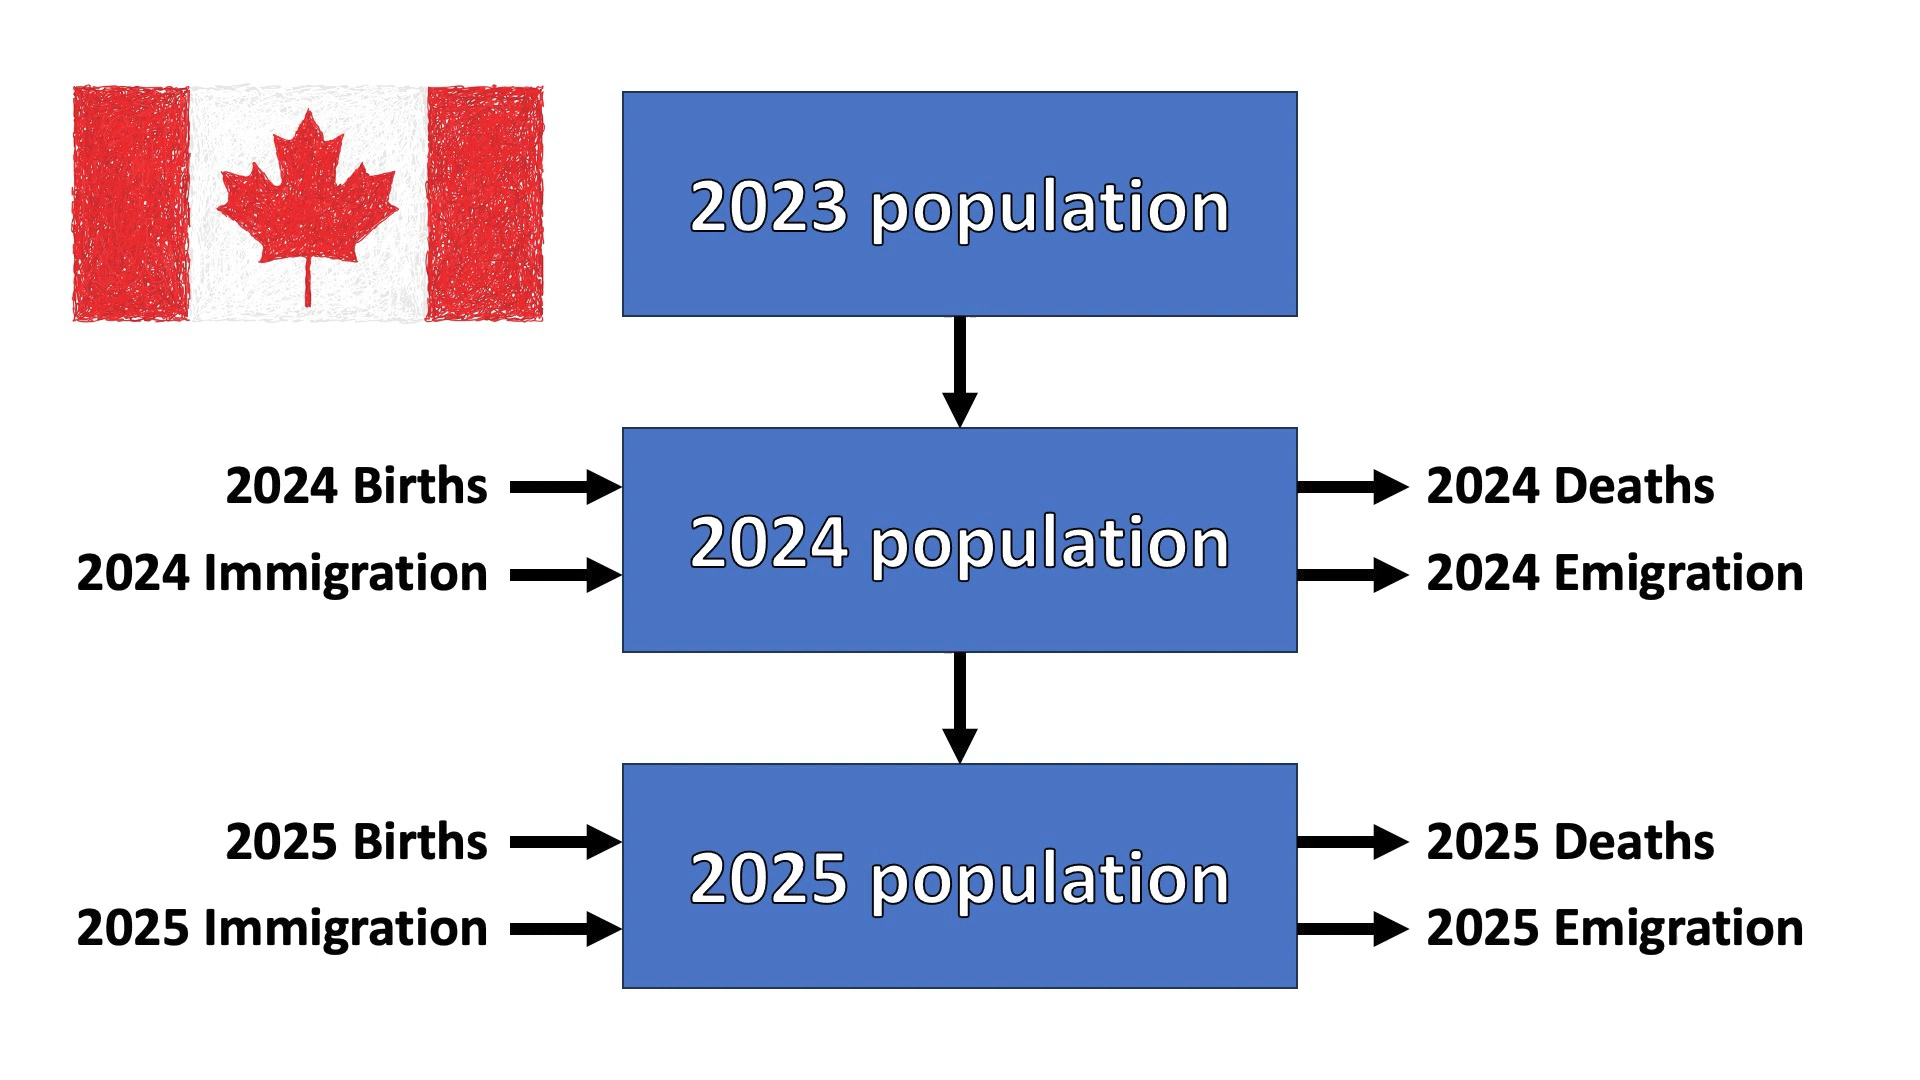 2023 population
2024 Births
2024 Immigration
2024 population
2024 Deaths
2024 Emigration
2025 Births
2025 Immigration
2025 population
2025 Deaths
2025 Emigration